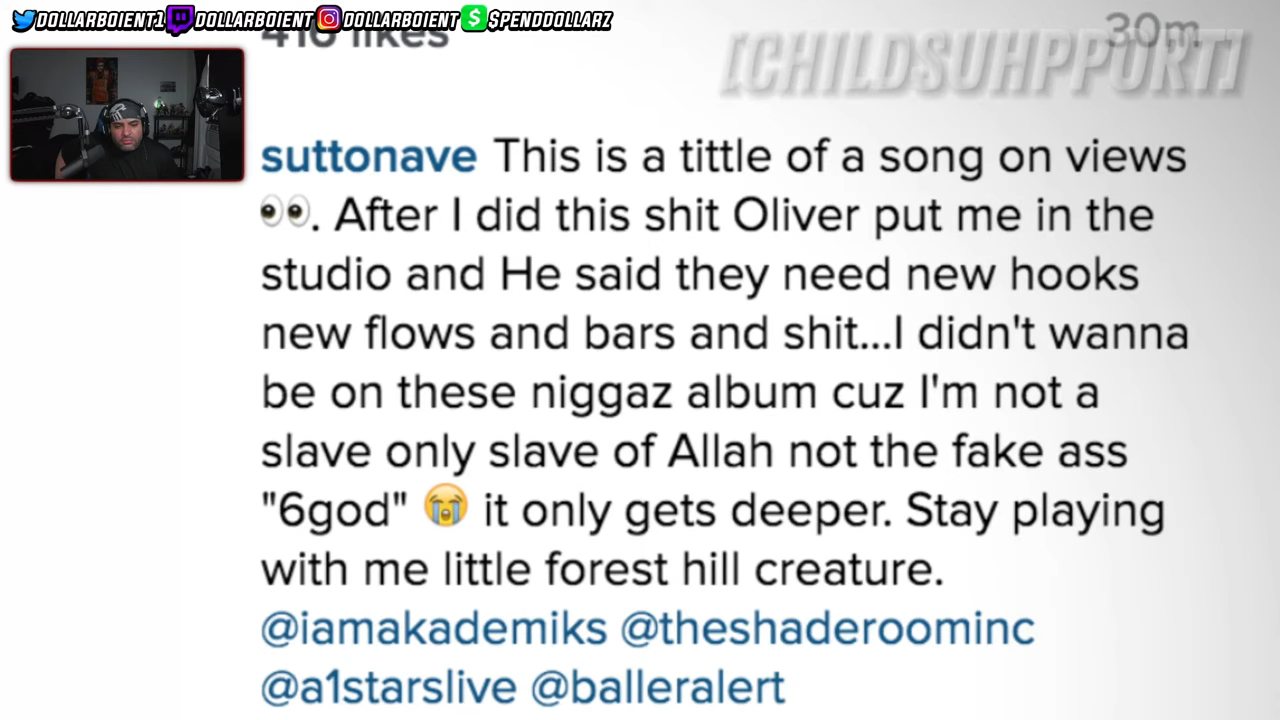 DOLLARBOIENT1 DOLLARBOIENT DOLLARBOIENT $PENDDOLLARZ
416 likes 30m
[CHILDSUHPPORT]
suttonave This is a tittle of a song on views
👀. After I did this shit Oliver put me in the
studio and He said they need new hooks
new flows and bars and shit...I didn't wanna
be on these niggaz album cuz I'm not a
slave only slave of Allah not the fake ass
"6god" 😭 it only gets deeper. Stay playing
with me little forest hill creature.
@iamakademiks @theshaderoominc
@a1starslive @balleralert